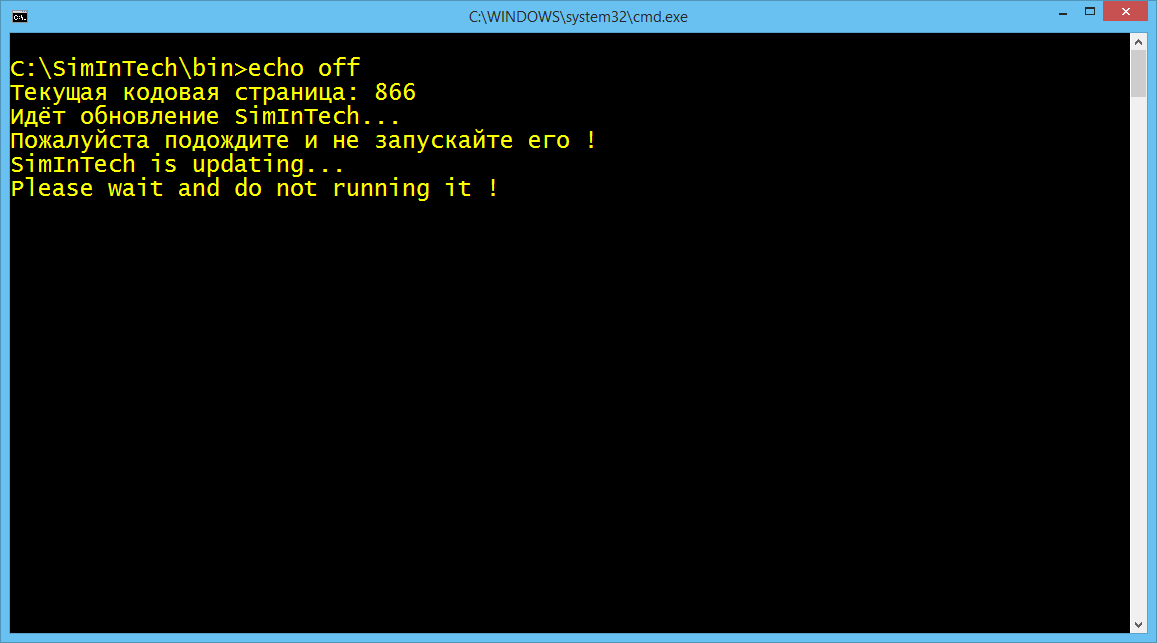 C:\WINDOWS\system32\cmd.exe
C:\SimInTech\bin>echo off
Текущая кодовая страница: 866
Идёт обновление SimInTech...
Пожалуйста подождите и не запускайте его !
SimInTech is updating...
Please wait and do not running it !